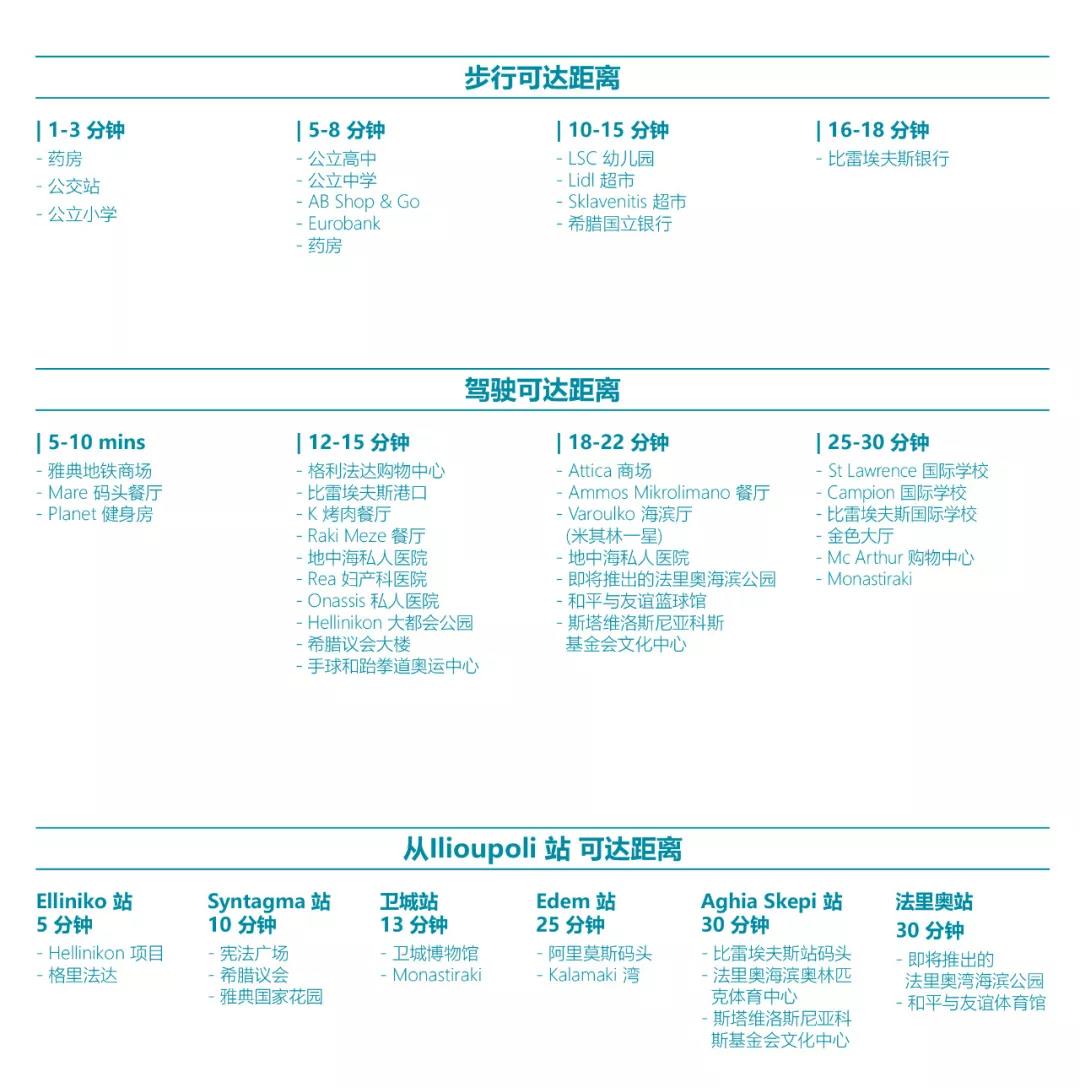 步行可达距离
| 1-3 分钟
- 药房
- 公交站
- 公立小学
| 5-8 分钟
- 公立高中
- 公立中学
- AB Shop & Go
- Eurobank
- 药房
| 10-15 分钟
- LSC 幼儿园
- Lidl 超市
- Sklavenitis 超市
- 希腊国立银行
| 16-18 分钟
- 比雷埃夫斯银行
驾驶可达距离
| 5-10 mins
- 雅典地铁商场
- Mare 码头餐厅
- Planet 健身房
| 12-15 分钟
- 格利法达购物中心
- 比雷埃夫斯港口
- K 烤肉餐厅
- Raki Meze 餐厅
- 地中海私人医院
- Rea 妇产科医院
- Onassis 私人医院
- Hellinikon 大都会公园
- 希腊议会大楼
- 手球和跆拳道奥运中心
| 18-22 分钟
- Attica 商场
- Ammos Mikrolimano 餐厅
- Varoulko 海滨厅
(米其林一星)
- 地中海私人医院
- 即将推出的法里奥海滨公园
- 和平与友谊篮球馆
- 斯塔维洛斯尼亚科斯
基金会文化中心
| 25-30 分钟
- St Lawrence 国际学校
- Campion 国际学校
- 比雷埃夫斯国际学校
- 金色大厅
- Mc Arthur 购物中心
- Monastiraki
从Ilioupoli 站 可达距离
Elliniko 站
5 分钟
- Hellinikon 项目
- 格里法达
Syntagma 站
10 分钟
- 宪法广场
- 希腊议会
- 雅典国家花园
卫城站
13 分钟
- 卫城博物馆
- Monastiraki
Edem 站
25 分钟
- 阿里莫斯码头
- Kalamaki 湾
Aghia Skepi 站
30 分钟
- 比雷埃夫斯站码头
- 法里奥海滨奥林匹
克体育中心
- 斯塔维洛斯尼亚科
斯基金会文化中心
法里奥站
30 分钟
- 即将推出的
法里奥湾海滨公园
- 和平与友谊体育馆